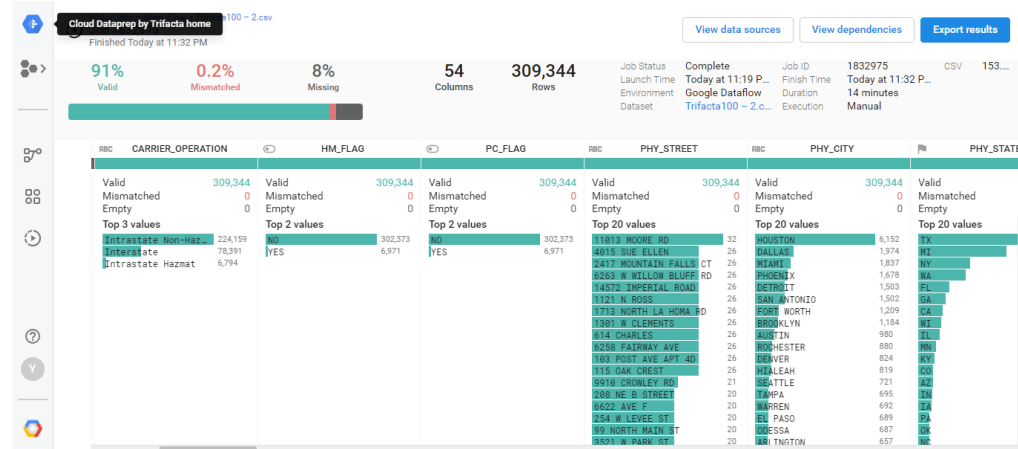 Cloud Dataprep by Trifacta home
Trifacta100 – 2.csv
Finished Today at 11:32 PM
View data sources
View dependencies
Export results
91%
Valid
0.2%
Mismatched
8%
Missing
54
Columns
309,344
Rows
Job Status Complete
Launch Time Today at 11:19 P...
Environment Google Dataflow
Dataset Trifacta100 – 2.c...
Job ID 1832975
Finish Time Today at 11:32 P...
Duration 14 minutes
Execution Manual
CSV 153....
ABC CARRIER_OPERATION
Valid 309,344
Mismatched 0
Empty 0
Top 3 values
Intrastate Non-Haz… 224,159
Interstate 78,391
Intrastate Hazmat 6,794
HM_FLAG
Valid 309,344
Mismatched 0
Empty 0
Top 2 values
NO 302,373
YES 6,971
PC_FLAG
Valid 309,344
Mismatched 0
Empty 0
Top 2 values
NO 302,373
YES 6,971
ABC PHY_STREET
Valid 309,344
Mismatched 0
Empty 0
Top 20 values
11013 MOORE RD 32
4015 SUE ELLEN 26
2417 MOUNTAIN FALLS CT 26
6263 W WILLOW BLUFF RD 26
14572 IMPERIAL ROAD 26
1121 N ROSS 26
1713 NORTH LA HOMA RD 26
1301 W CLEMENTS 26
614 CHARLES 26
6258 FAIRWAY AVE 26
103 POST AVE APT 4D 26
115 OAK CREST 26
9910 CROWLEY RD 21
208 NE B STREET 20
6622 AVE F 20
254 W LEVEE ST 20
99 NORTH MAIN ST 20
3521 W PARK ST 20
ABC PHY_CITY
Valid 309,344
Mismatched 0
Empty 0
Top 20 values
HOUSTON 6,152
DALLAS 1,974
MIAMI 1,837
PHOENIX 1,678
DETROIT 1,503
SAN ANTONIO 1,502
FORT WORTH 1,209
BROOKLYN 1,184
AUSTIN 980
ROCHESTER 880
DENVER 824
HIALEAH 819
SEATTLE 721
TAMPA 695
WARREN 692
EL PASO 689
ODESSA 687
ARLINGTON 657
PHY_STATE
Valid
Mismatched
Empty
Top 20 values
TX
MI
NY
WA
FL
GA
CA
WI
IL
MN
KY
CO
AZ
IN
IA
PA
OK
NC
Y